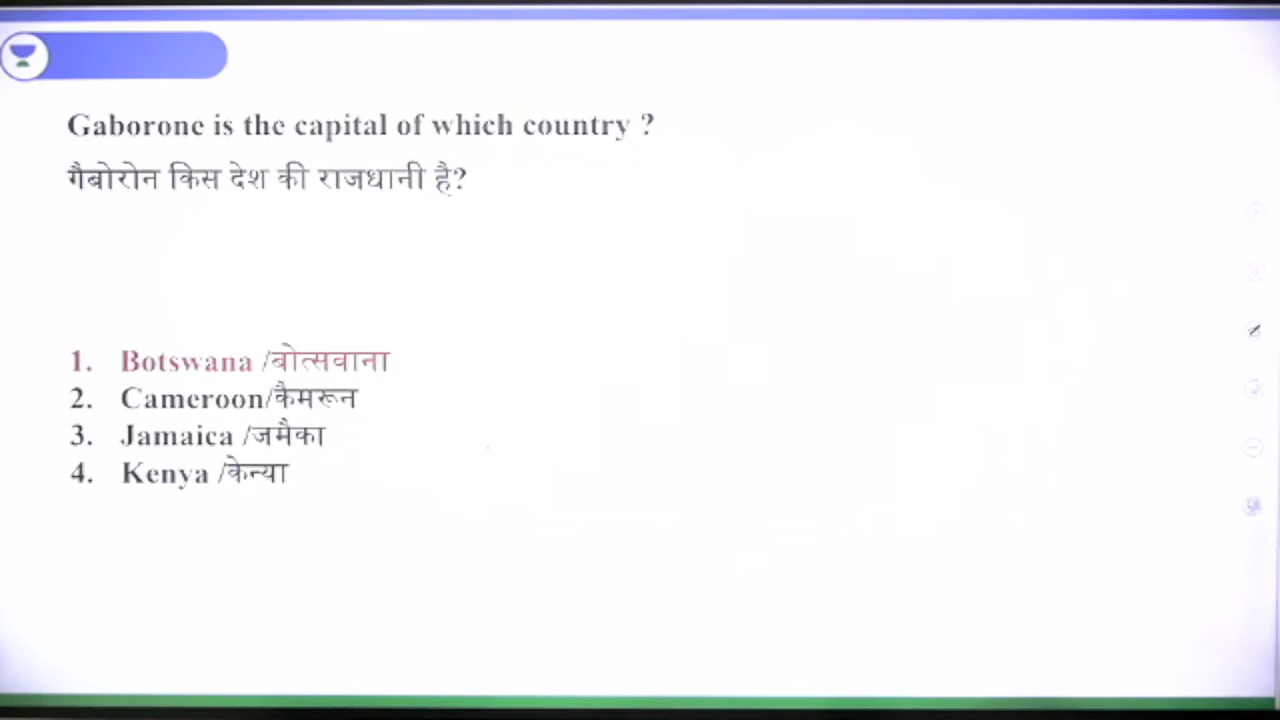 Gaborone is the capital of which country ?
गैबोरोन किस देश की राजधानी है?
1. Botswana /बोत्सवाना
2. Cameroon/कैमरून
3. Jamaica /जमैका
4. Kenya /केन्या